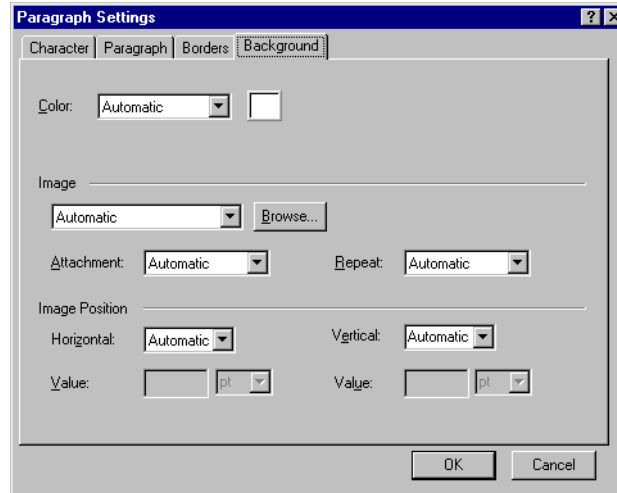 Paragraph Settings
Character Paragraph Borders Background
Color: Automatic
Image
Automatic Browse...
Attachment: Automatic Repeat: Automatic
Image Position
Horizontal: Automatic Vertical: Automatic
Value: pt Value: pt
OK Cancel